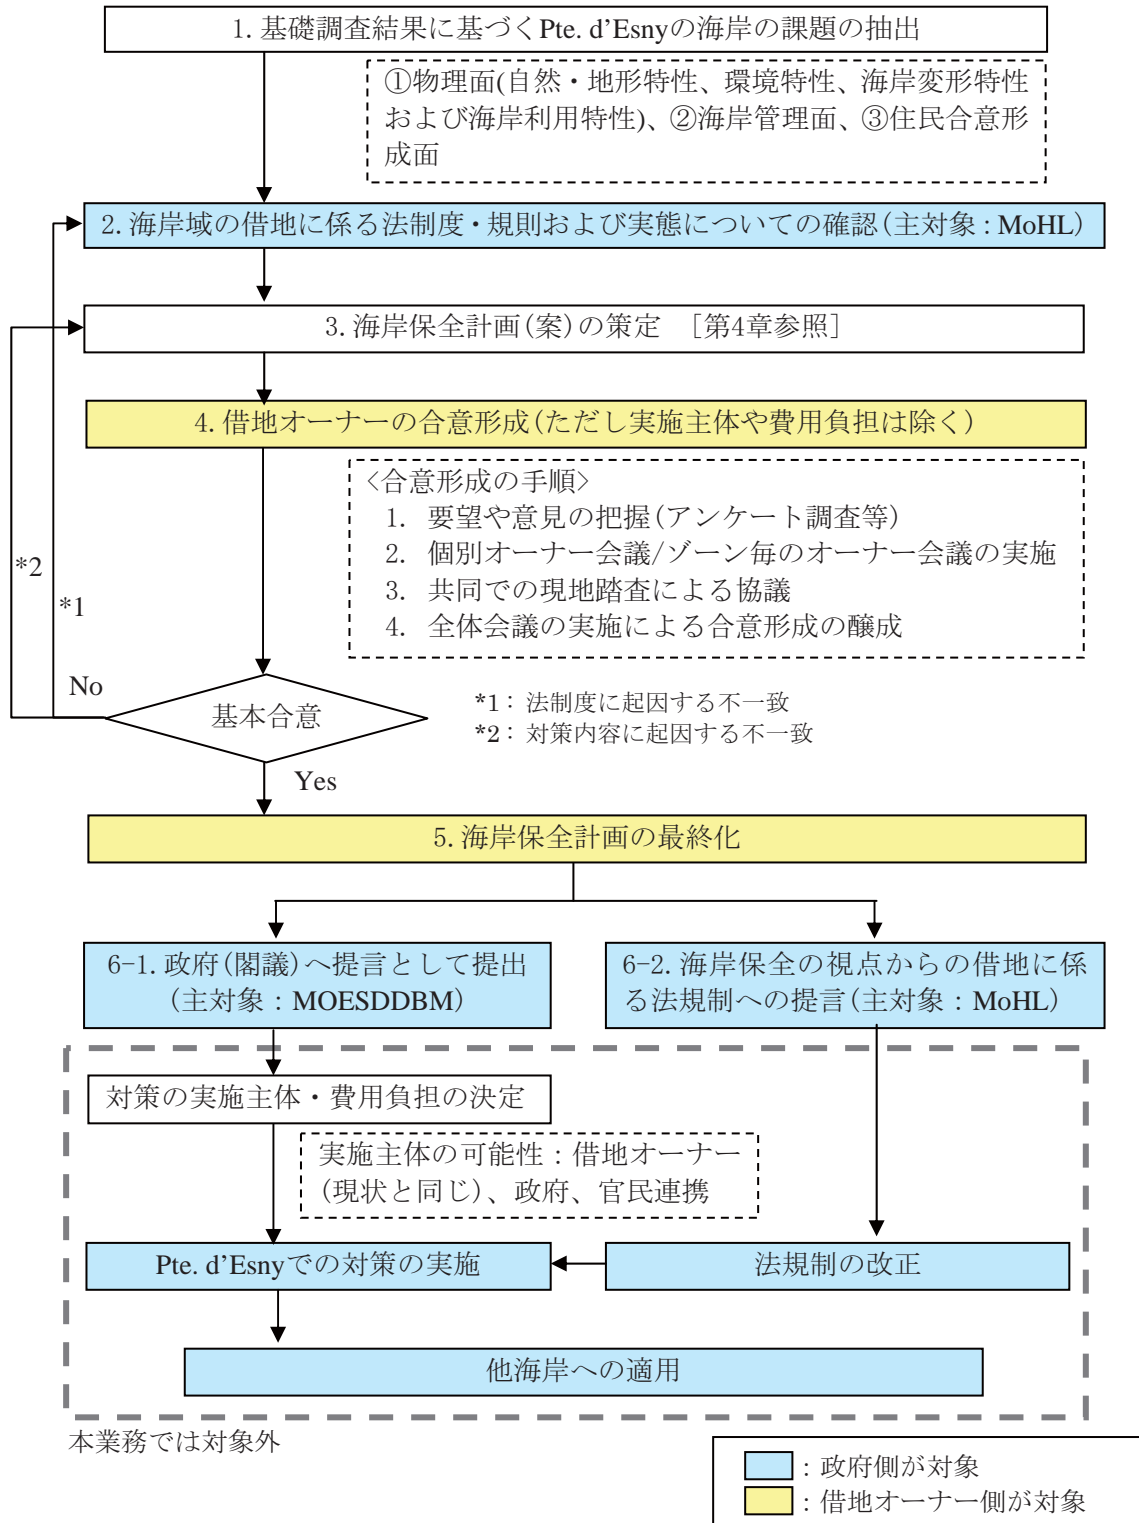 1. 基礎調査結果に基づくPte. d’Esnyの海岸の課題の抽出
①物理面(自然・地形特性、環境特性、海岸変形特性
および海岸利用特性)、②海岸管理面、③住民合意形
成面
2. 海岸域の借地に係る法制度・規則および実態についての確認(主対象：MoHL)
3. 海岸保全計画(案)の策定　[第4章参照]
4. 借地オーナーの合意形成(ただし実施主体や費用負担は除く)
<合意形成の手順>
1. 要望や意見の把握(アンケート調査等)
2. 個別オーナー会議/ゾーン毎のオーナー会議の実施
3. 共同での現地踏査による協議
4. 全体会議の実施による合意形成の醸成
*2
*1
No
基本合意
*1：法制度に起因する不一致
*2：対策内容に起因する不一致
Yes
5. 海岸保全計画の最終化
6-1. 政府(閣議)へ提言として提出
(主対象：MOESDDBM)
6-2. 海岸保全の視点からの借地に係
る法規制への提言(主対象：MoHL)
対策の実施主体・費用負担の決定
実施主体の可能性：借地オーナー
(現状と同じ)、政府、官民連携
Pte. d’Esnyでの対策の実施
法規制の改正
他海岸への適用
本業務では対象外
：政府側が対象
：借地オーナー側が対象